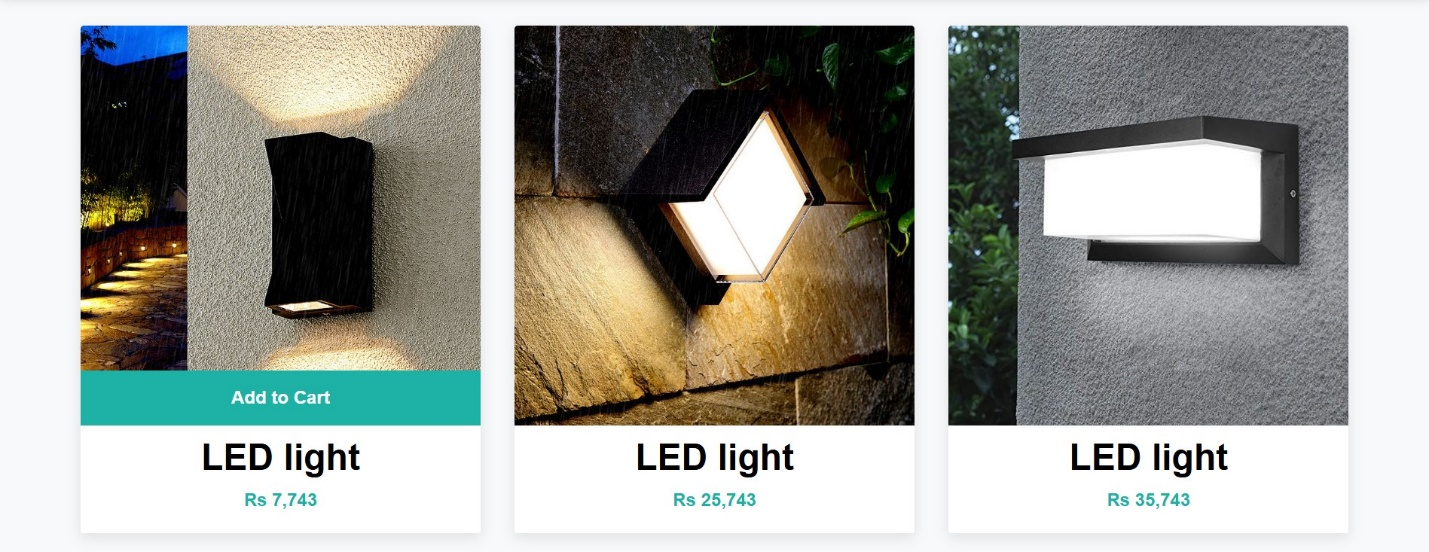 Add to Cart
LED light
Rs 7,743
LED light
Rs 25,743
LED light
Rs 35,743